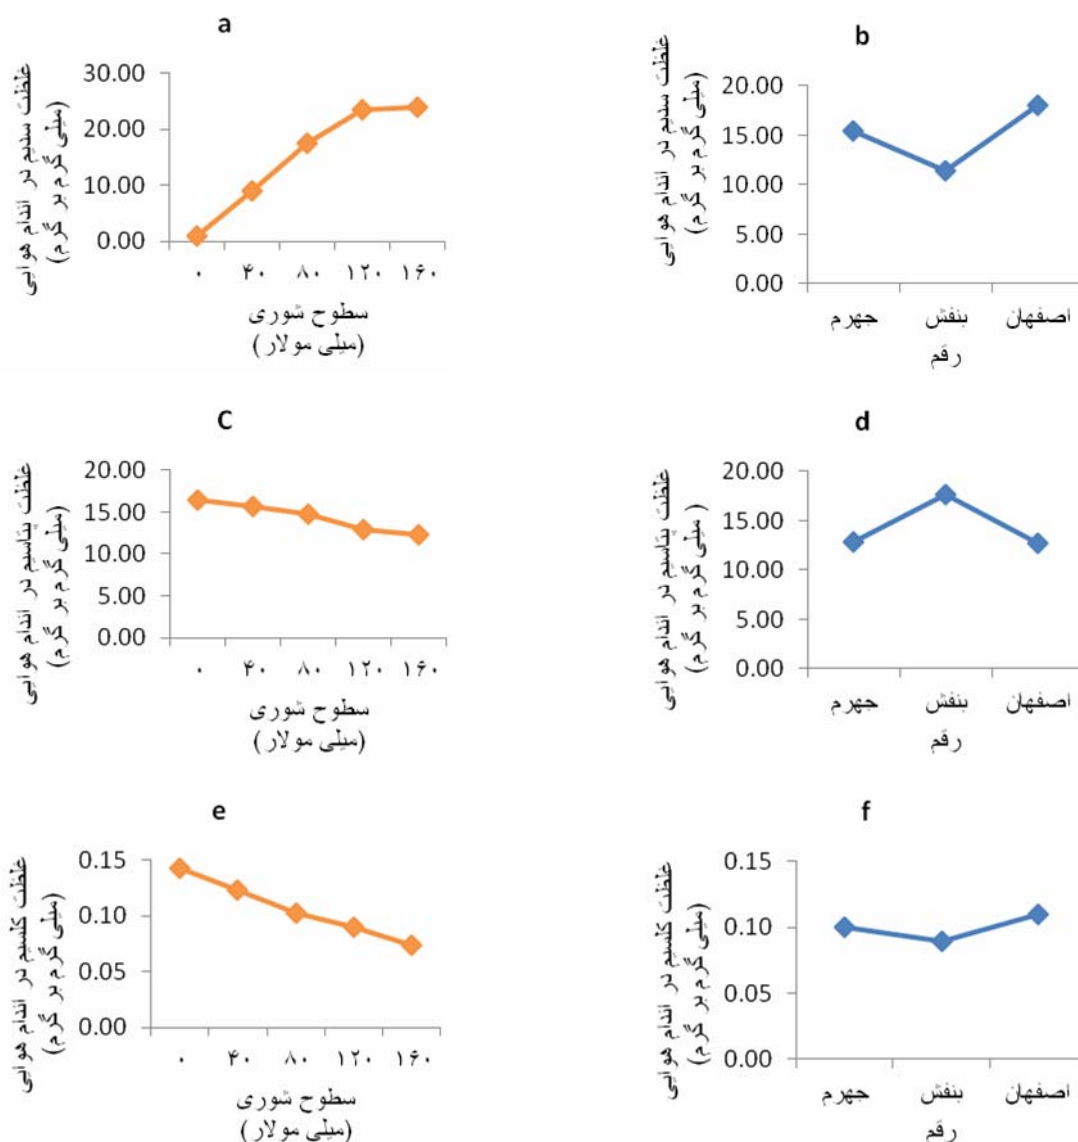 a
غلظت سدیم در اندام هوایی
(میلی گرم بر گرم)
30.00
20.00
10.00
0.00
۰ ۴۰ ۸۰ ۱۲۰ ۱۶۰
سطوح شوری
(میلی مولار)
b
غلظت سدیم در اندام هوایی
(میلی گرم بر گرم)
20.00
15.00
10.00
5.00
0.00
جهرم بنفش اصفهان
رقم
C
غلظت پتاسیم در اندام هوایی
(میلی گرم بر گرم)
20.00
15.00
10.00
5.00
0.00
۰ ۴۰ ۸۰ ۱۲۰ ۱۶۰
سطوح شوری
(میلی مولار)
d
غلظت پتاسیم در اندام هوایی
(میلی گرم بر گرم )
20.00
15.00
10.00
5.00
0.00
جهرم بنفش اصفهان
رقم
e
غلظت کلسیم در اندام هوایی
(میلی گرم بر گرم)
0.15
0.10
0.05
0.00
۰ ۴۰ ۸۰ ۱۲۰ ۱۶۰
سطوح شوری
(میلی مولار)
f
غلظت کلسیم در اندام هوایی
(میلی گرم بر گرم)
0.15
0.10
0.05
0.00
جهرم بنفش اصفهان
رقم